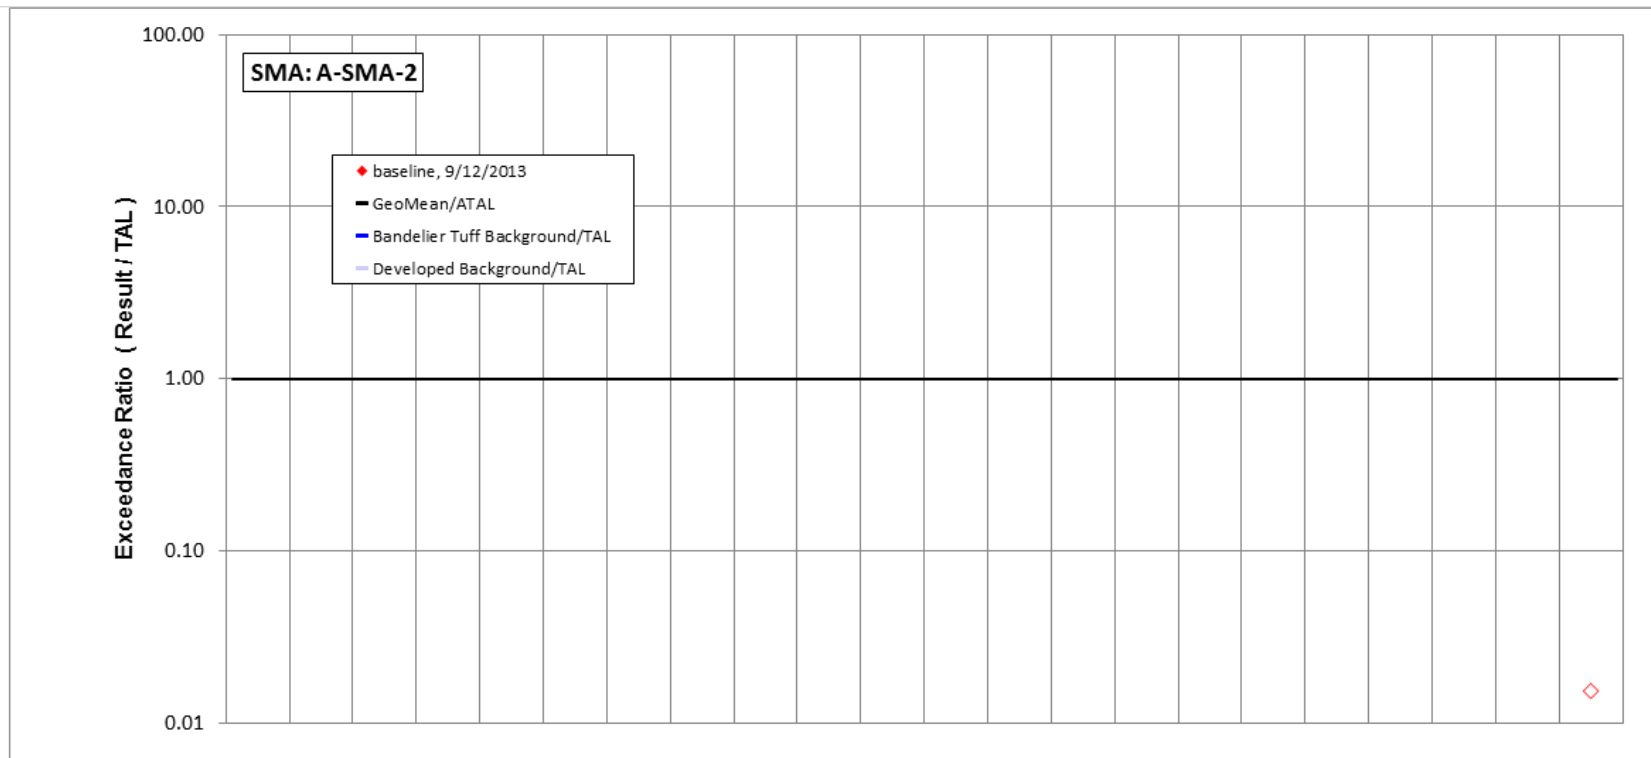 100.00
SMA: A-SMA-2
baseline, 9/12/2013
GeoMean/ATAL
Bandelier Tuff Background/TAL
Developed Background/TAL
10.00
1.00
0.10
0.01
Exceedance Ratio ( Result / TAL )